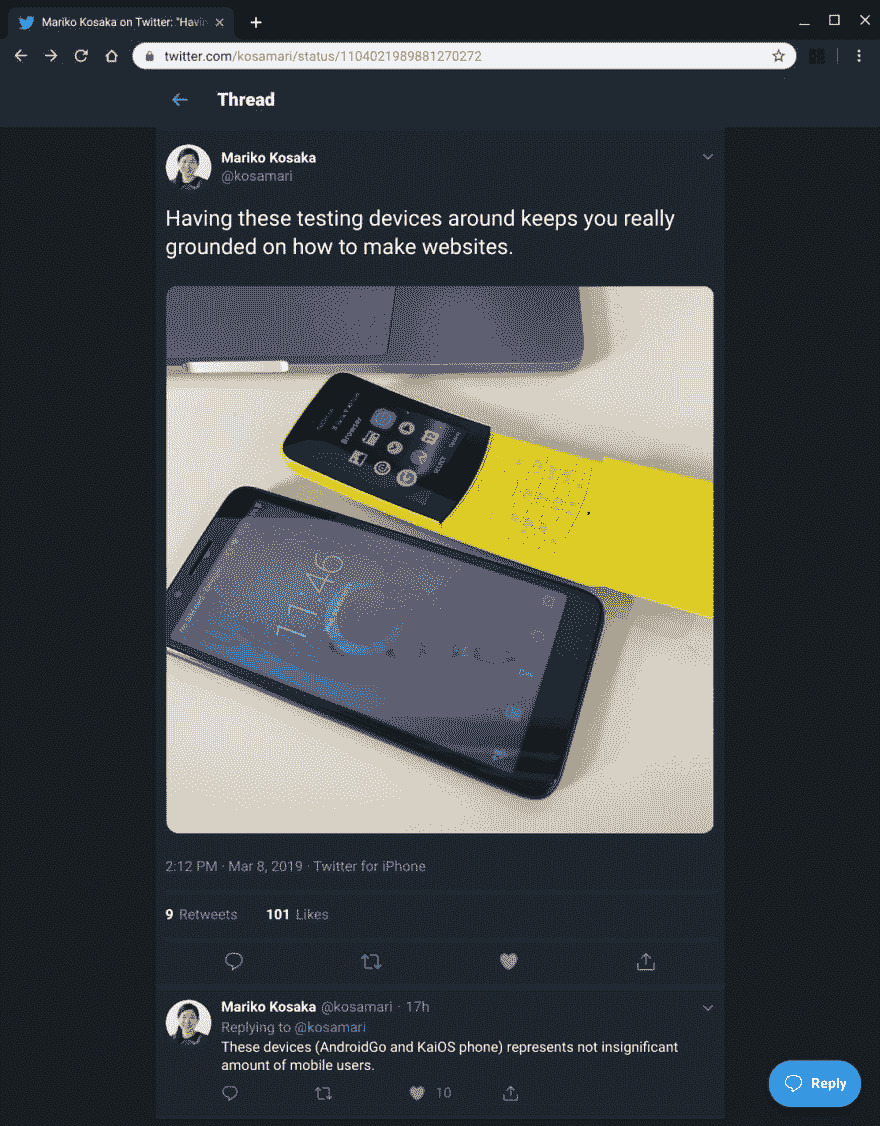 Mariko Kosaka on Twitter: "Havin
twitter.com/kosamari/status/1104021989881270272
Thread
Mariko Kosaka
@kosamari
Having these testing devices around keeps you really
grounded on how to make websites.
Browser
11:46
2:12 PM · Mar 8, 2019 · Twitter for iPhone
9 Retweets 101 Likes
Mariko Kosaka @kosamari · 17h
Replying to @kosamari
These devices (AndroidGo and KaiOS phone) represents not insignificant
amount of mobile users.
10
Reply